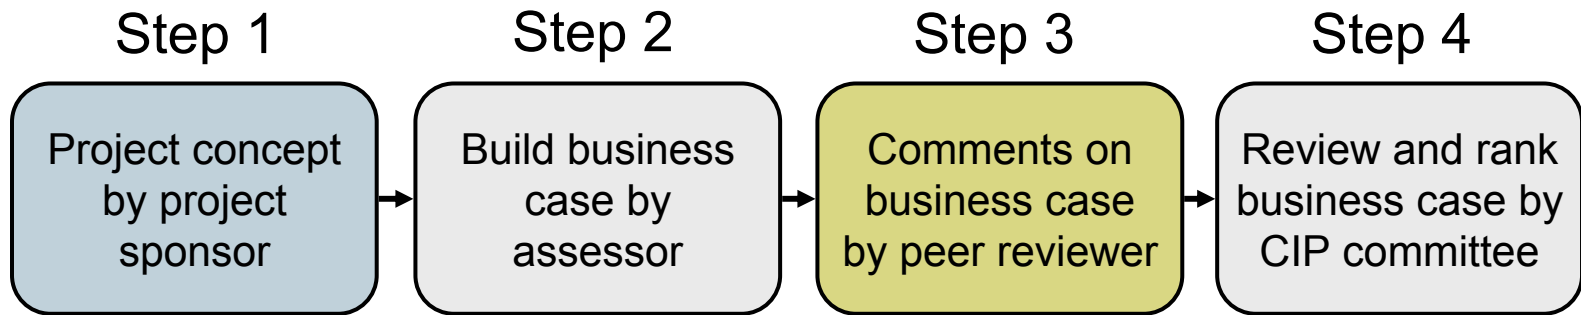 Step 1
Step 2
Step 3
Step 4
Project concept
by project
sponsor
Build business
case by
assessor
Comments on
business case
by peer reviewer
Review and rank
business case by
CIP committee